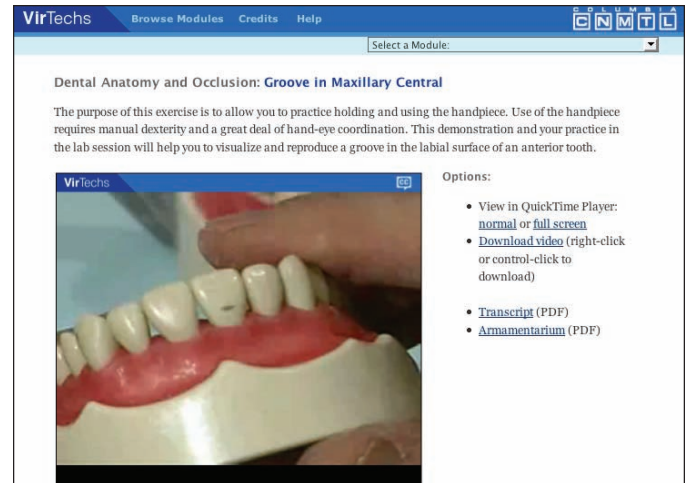 VirTechs Browse Modules Credits Help
COLUMBIA
CNMTL
Select a Module:
Dental Anatomy and Occlusion: Groove in Maxillary Central
The purpose of this exercise is to allow you to practice holding and using the handpiece. Use of the handpiece
requires manual dexterity and a great deal of hand-eye coordination. This demonstration and your practice in
the lab session will help you to visualize and reproduce a groove in the labial surface of an anterior tooth.
VirTechs CC
Options:
• View in QuickTime Player:
normal or full screen
• Download video (right-click
or control-click to
download)
• Transcript (PDF)
• Armamentarium (PDF)